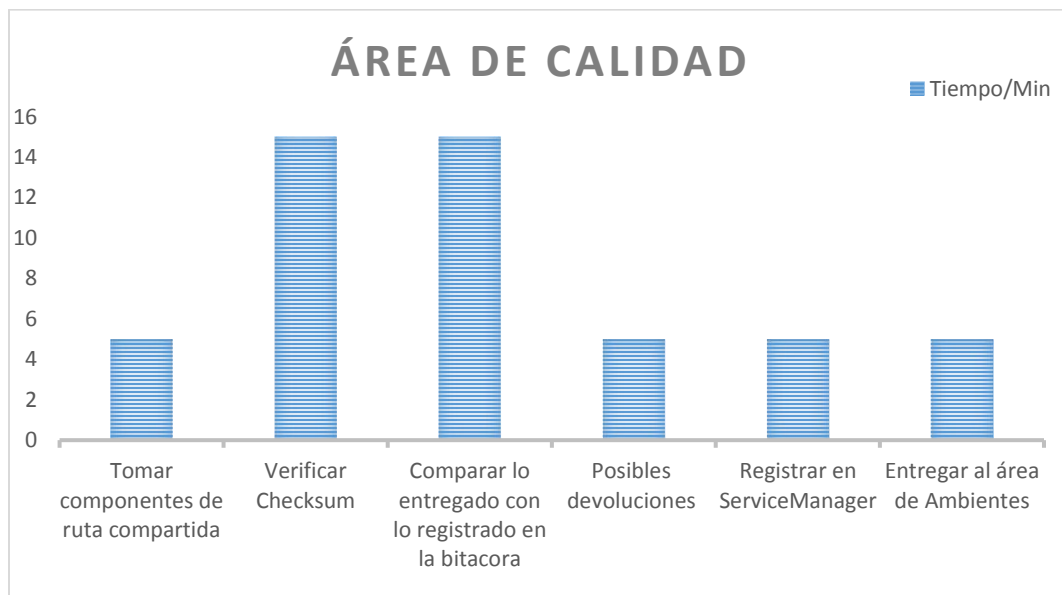 ÁREA DE CALIDAD
Tiempo/Min
16
14
12
10
8
6
4
2
0
Tomar
componentes de
ruta compartida
Verificar
Checksum
Comparar lo
entregado con
lo registrado en
la bitacora
Posibles
devoluciones
Registrar en
ServiceManager
Entregar al área
de Ambientes